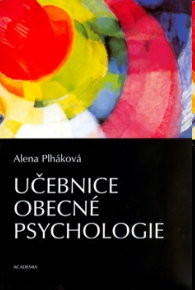 Alena Plháková
UČEBNICE
OBECNÉ
PSYCHOLOGIE
ACADEMIA